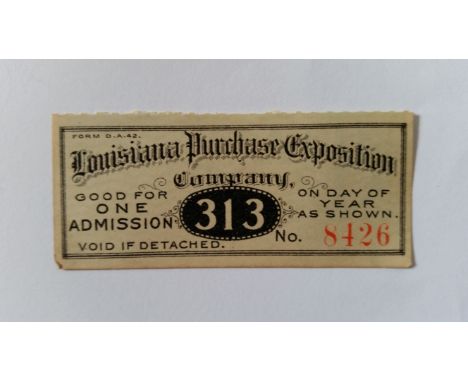 FORM D-A-42.
Louisiana Purchase Exposition
Company,
GOOD FOR
ONE
ADMISSION
VOID IF DETACHED.
313
ON DAY OF
YEAR
AS SHOWN.
No. 8426